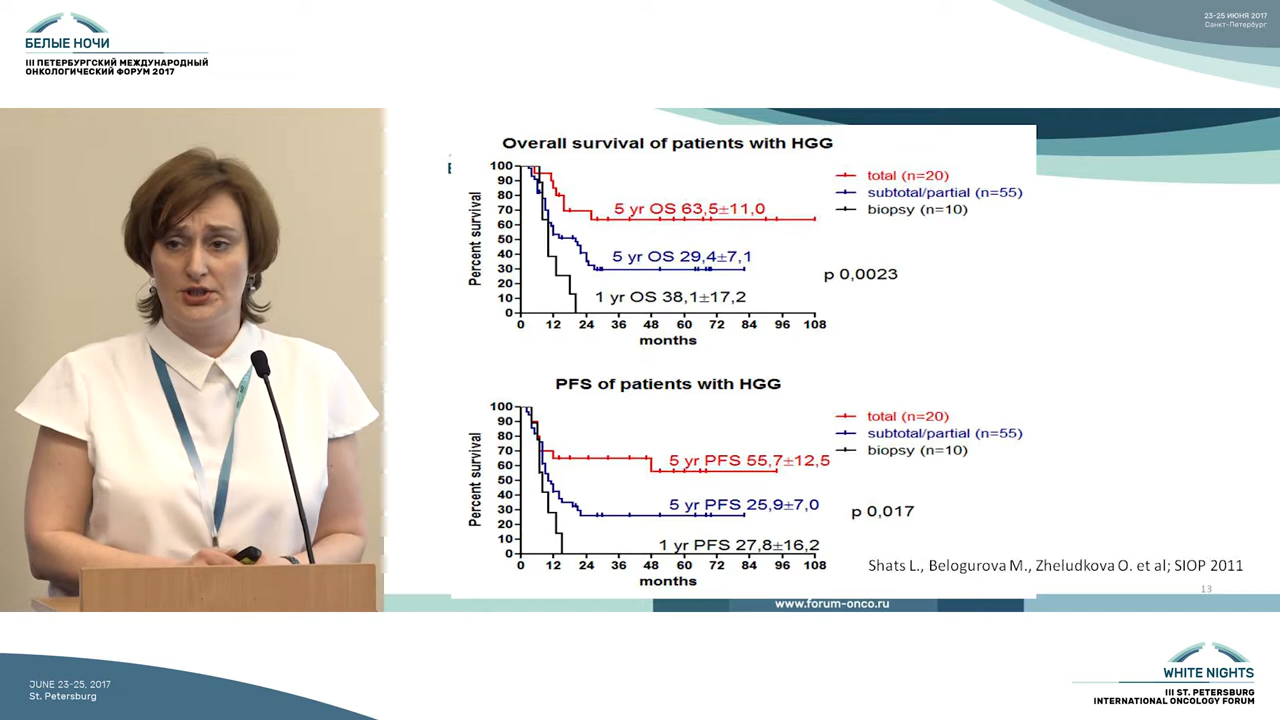 БЕЛЫЕ НОЧИ
III ПЕТЕРБУРГСКИЙ МЕЖДУНАРОДНЫЙ
ОНКОЛОГИЧЕСКИЙ ФОРУМ 2017
23-25 ИЮНЯ 2017
Санкт-Петербург
Overall survival of patients with HGG
Percent survival
100
90
80
70
60
50
40
30
20
10
0
0 12 24 36 48 60 72 84 96 108
months
5 yr OS 63,5±11,0
5 yr OS 29,4±7,1
1 yr OS 38,1±17,2
total (n=20)
subtotal/partial (n=55)
biopsy (n=10)
p 0,0023
PFS of patients with HGG
Percent survival
100
90
80
70
60
50
40
30
20
10
0
0 12 24 36 48 60 72 84 96 108
months
5 yr PFS 55,7±12,5
5 yr PFS 25,9±7,0
1 yr PFS 27,8±16,2
total (n=20)
subtotal/partial (n=55)
biopsy (n=10)
p 0,017
Shats L., Belogurova M., Zheludkova O. et al; SIOP 2011
13
www.forum-onco.ru
JUNE 23-25, 2017
St. Petersburg
WHITE NIGHTS
III ST. PETERSBURG
INTERNATIONAL ONCOLOGY FORUM